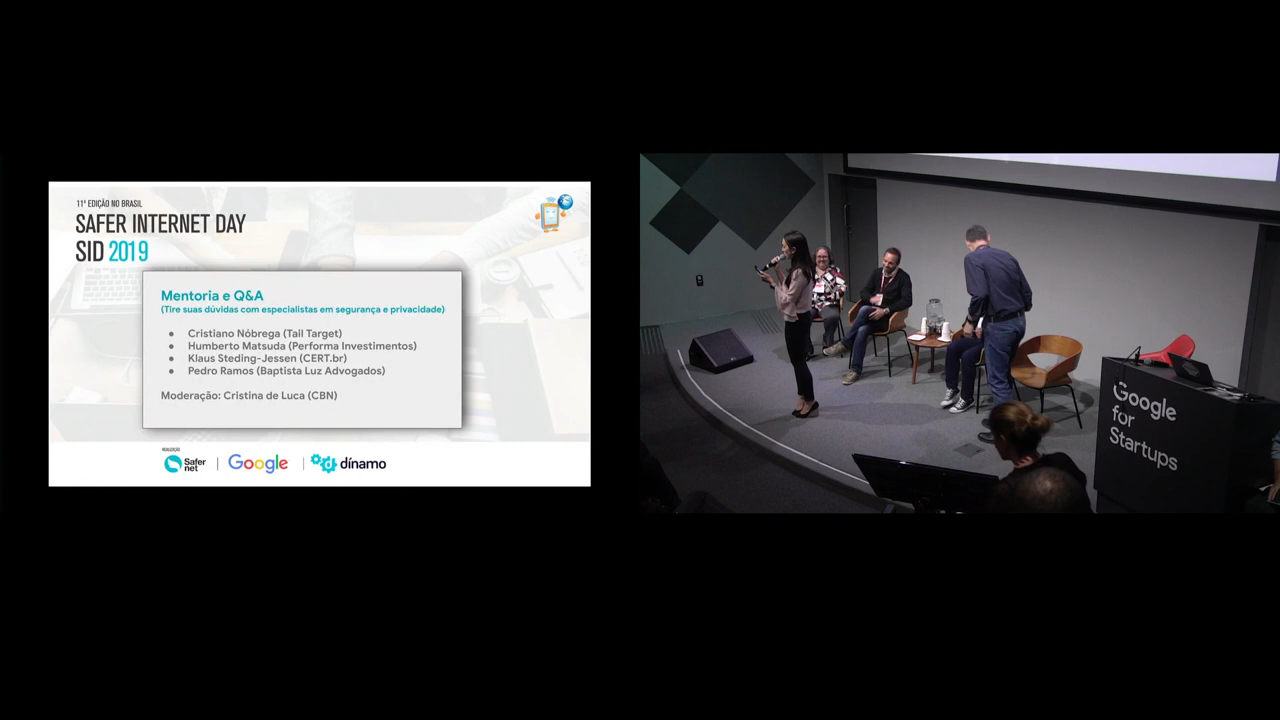 11ª EDIÇÃO NO BRASIL
SAFER INTERNET DAY
SID 2019
Mentoria e Q&A
(Tire suas dúvidas com especialistas em segurança e privacidade)
● Cristiano Nóbrega (Tail Target)
● Humberto Matsuda (Performa Investimentos)
● Klaus Steding-Jessen (CERT.br)
● Pedro Ramos (Baptista Luz Advogados)
Moderação: Cristina de Luca (CBN)
REALIZAÇÃO
Safer
net
Google
dínamo
Google
for
Startups